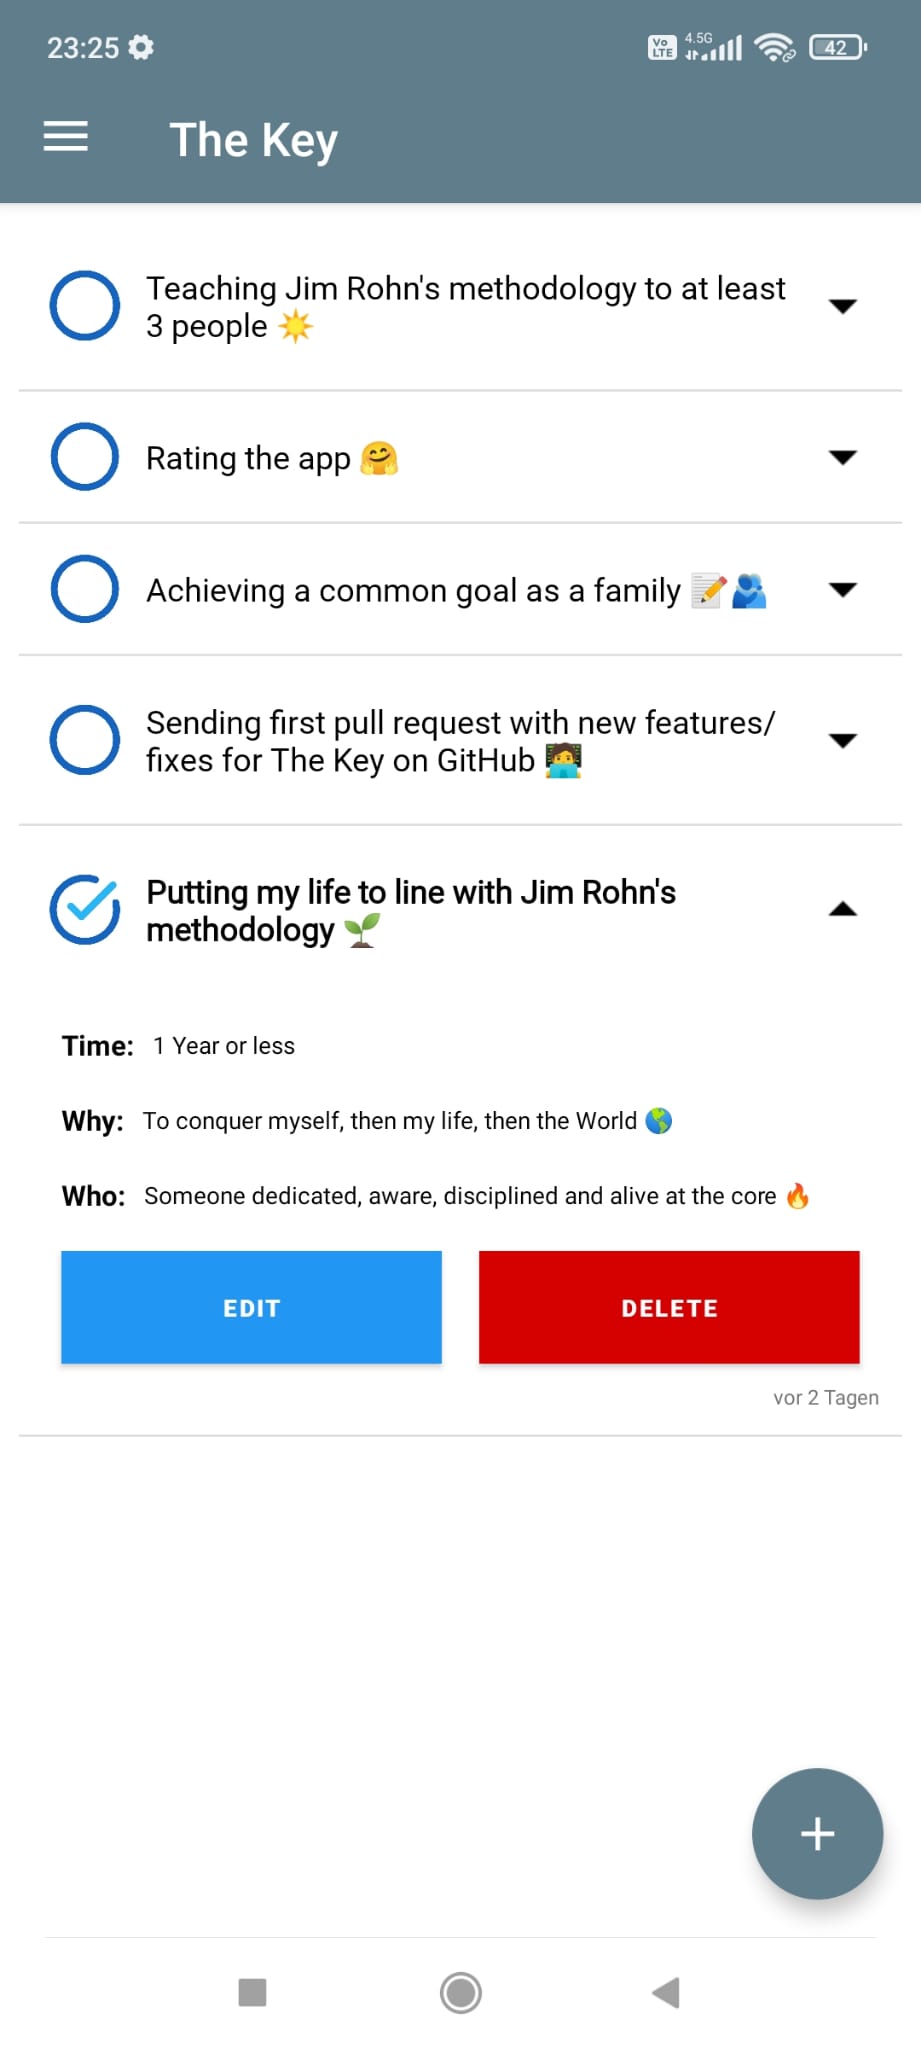 23:25
Vo LTE 4.5G 42
The Key
Teaching Jim Rohn's methodology to at least
3 people ☀️
Rating the app 🤗
Achieving a common goal as a family 📝🫂
Sending first pull request with new features/
fixes for The Key on GitHub 🧑‍💻
Putting my life to line with Jim Rohn's
methodology 🌱
Time: 1 Year or less
Why: To conquer myself, then my life, then the World 🌎
Who: Someone dedicated, aware, disciplined and alive at the core 🔥
EDIT
DELETE
vor 2 Tagen